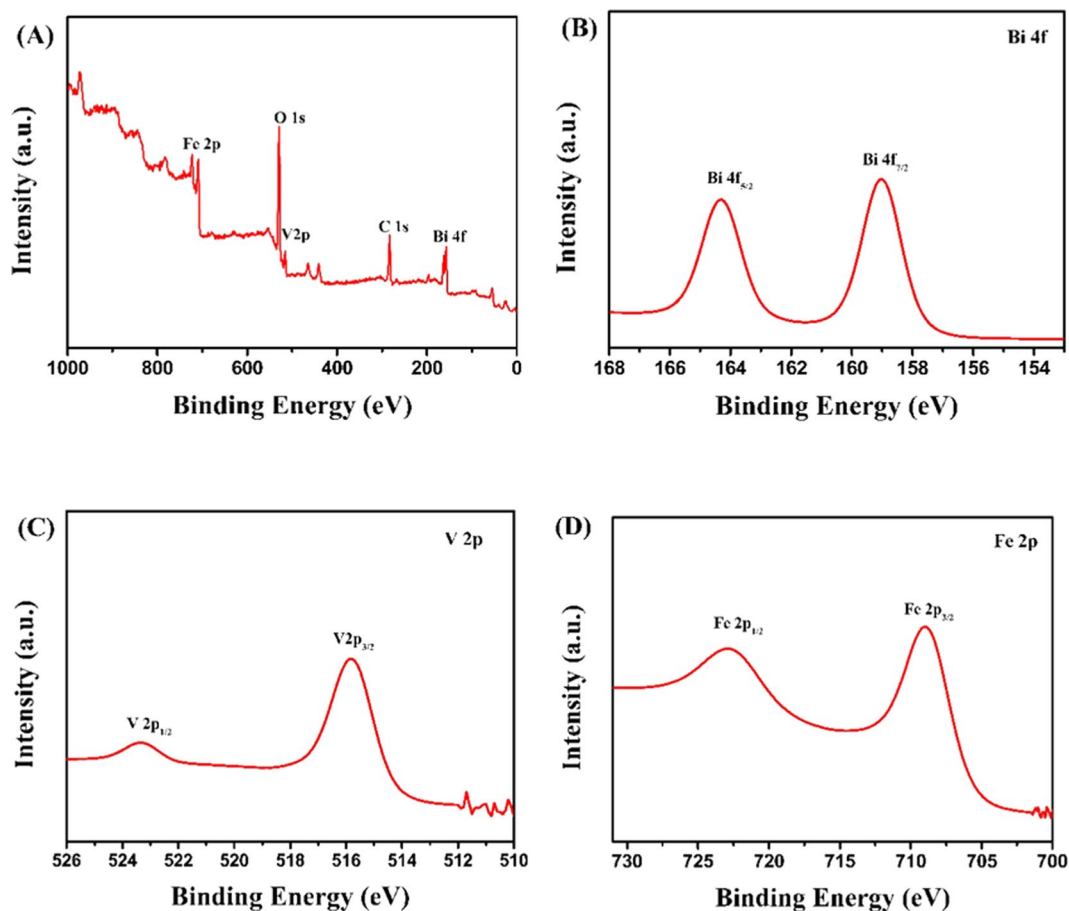 (A)
Intensity (a.u.)
Fe 2p
O 1s
V2p
C 1s
Bi 4f
1000 800 600 400 200 0
Binding Energy (eV)
(B)
Bi 4f
Intensity (a.u.)
Bi 4f5/2
Bi 4f7/2
168 166 164 162 160 158 156 154
Binding Energy (eV)
(C)
V 2p
Intensity (a.u.)
V 2p1/2
V2p3/2
526 524 522 520 518 516 514 512 510
Binding Energy (eV)
(D)
Fe 2p
Intensity (a.u.)
Fe 2p1/2
Fe 2p3/2
730 725 720 715 710 705 700
Binding Energy (eV)